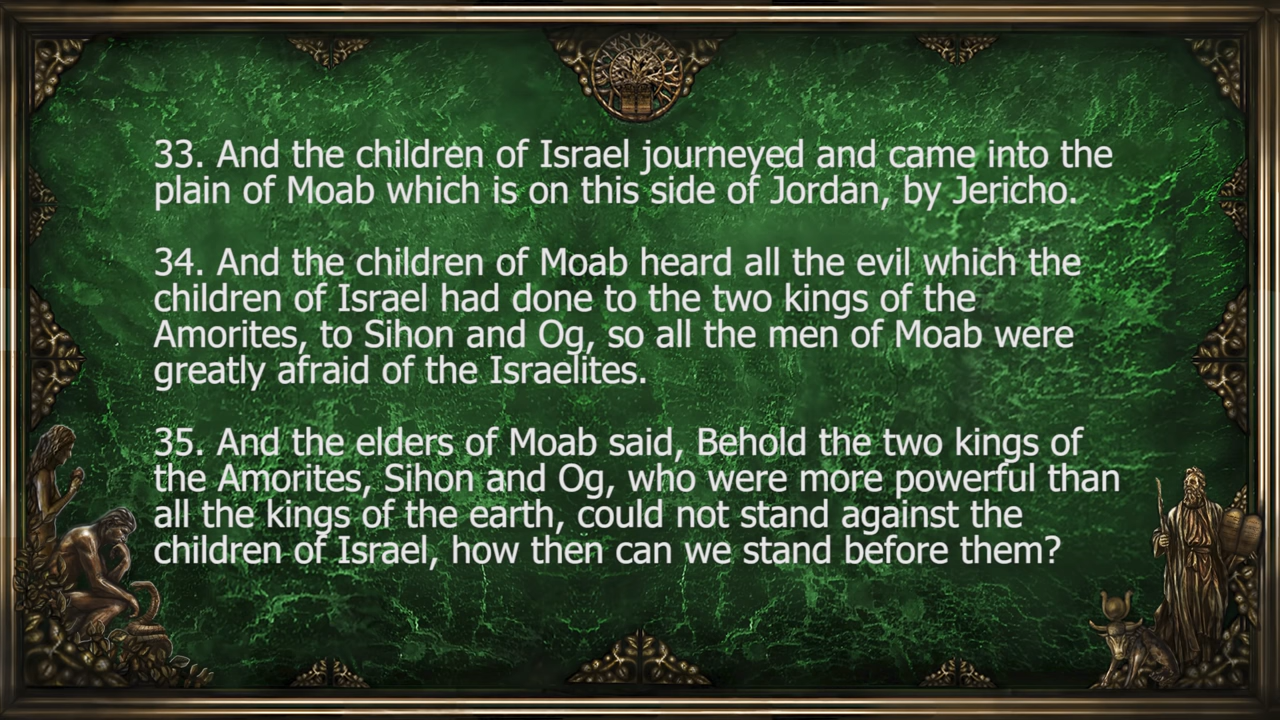 33. And the children of Israel journeyed and came into the
plain of Moab which is on this side of Jordan, by Jericho.
34. And the children of Moab heard all the evil which the
children of Israel had done to the two kings of the
Amorites, to Sihon and Og, so all the men of Moab were
greatly afraid of the Israelites.
35. And the elders of Moab said, Behold the two kings of
the Amorites, Sihon and Og, who were more powerful than
all the kings of the earth, could not stand against the
children of Israel, how then can we stand before them?